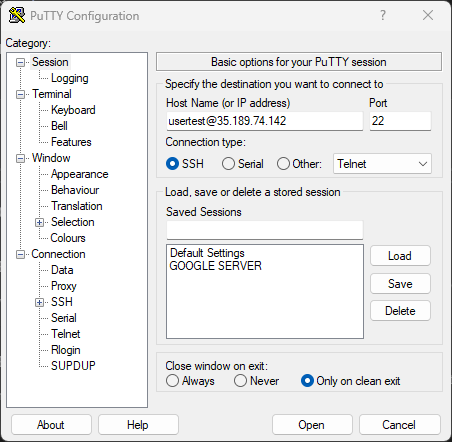 PuTTY Configuration
Category:
Session
Logging
Terminal
Keyboard
Bell
Features
Window
Appearance
Behaviour
Translation
Selection
Colours
Connection
Data
Proxy
SSH
Serial
Telnet
Rlogin
SUPDUP
Basic options for your PuTTY session
Specify the destination you want to connect to
Host Name (or IP address) Port
usertest@35.189.74.142 22
Connection type:
SSH Serial Other: Telnet
Load, save or delete a stored session
Saved Sessions
Default Settings
GOOGLE SERVER
Load
Save
Delete
Close window on exit:
Always Never Only on clean exit
About Help Open Cancel